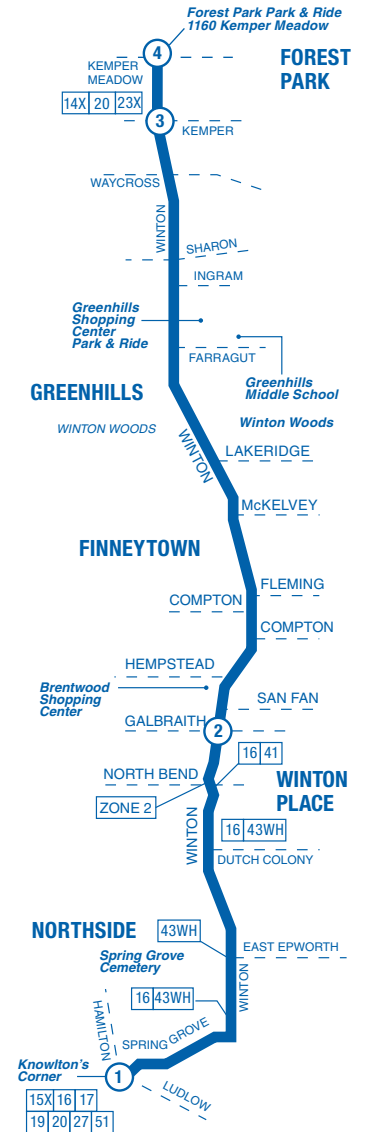 Forest Park Park & Ride
1160 Kemper Meadow
4
FOREST
PARK
KEMPER
MEADOW
14X 20 23X
3
KEMPER
WAYCROSS
WINTON
SHARON
INGRAM
Greenhills
Shopping
Center
Park & Ride
FARRAGUT
GREENHILLS
Greenhills
Middle School
Winton Woods
WINTON WOODS
WINTON
LAKERIDGE
McKELVEY
FINNEYTOWN
FLEMING
COMPTON
COMPTON
HEMPSTEAD
Brentwood
Shopping
Center
SAN FAN
GALBRAITH
2
16 41
NORTH BEND
WINTON
PLACE
ZONE 2
WINTON
16 43WH
DUTCH COLONY
NORTHSIDE
43WH
EAST EPWORTH
Spring Grove
Cemetery
WINTON
16 43WH
HAMILTON
SPRING GROVE
Knowlton's
Corner
1
LUDLOW
15X 16 17
19 20 27 51